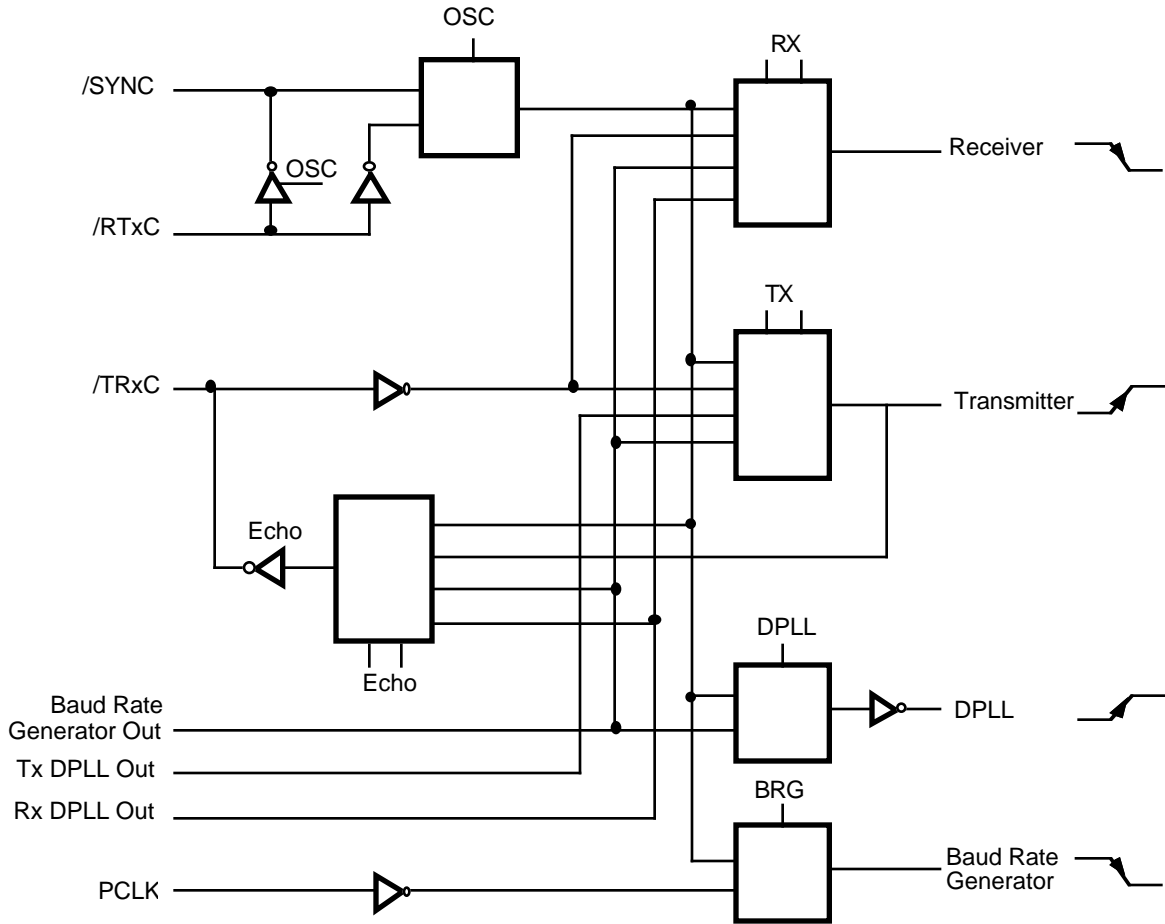 OSC
/SYNC
RX
OSC
Receiver
/RTxC
TX
/TRxC
Transmitter
Echo
DPLL
Echo
Baud Rate
Generator Out
DPLL
Tx DPLL Out
Rx DPLL Out
BRG
Baud Rate
Generator
PCLK